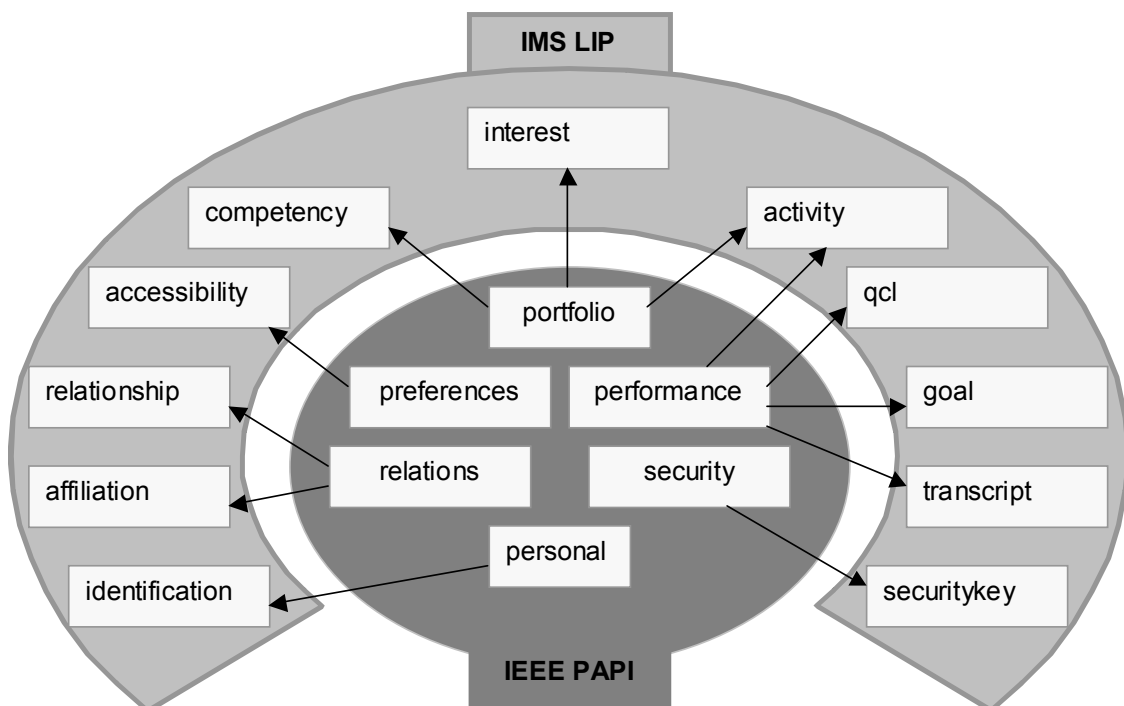 IMS LIP
interest
competency
activity
accessibility
qcl
portfolio
relationship
preferences
performance
goal
relations
security
affiliation
transcript
personal
identification
securitykey
IEEE PAPI